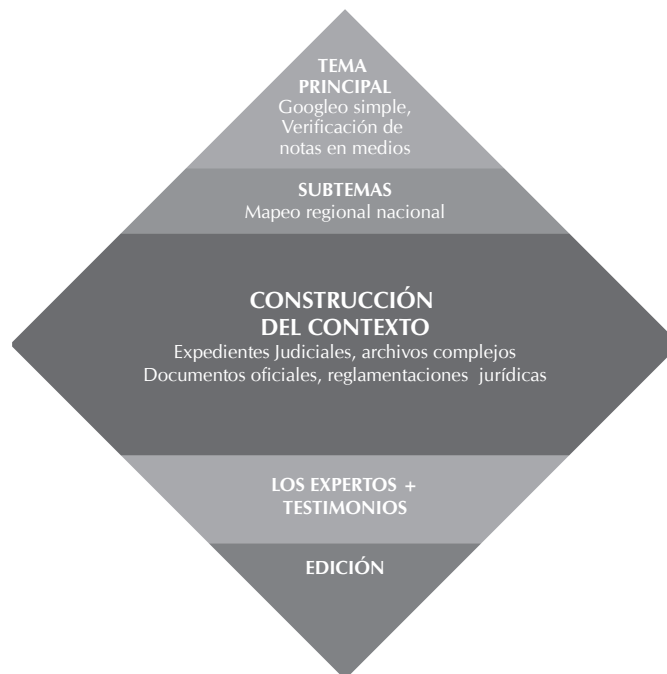 TEMA
PRINCIPAL
Googleo simple,
Verificación de
notas en medios
SUBTEMAS
Mapeo regional nacional
CONSTRUCCIÓN
DEL CONTEXTO
Expedientes Judiciales, archivos complejos
Documentos oficiales, reglamentaciones jurídicas
LOS EXPERTOS +
TESTIMONIOS
EDICIÓN